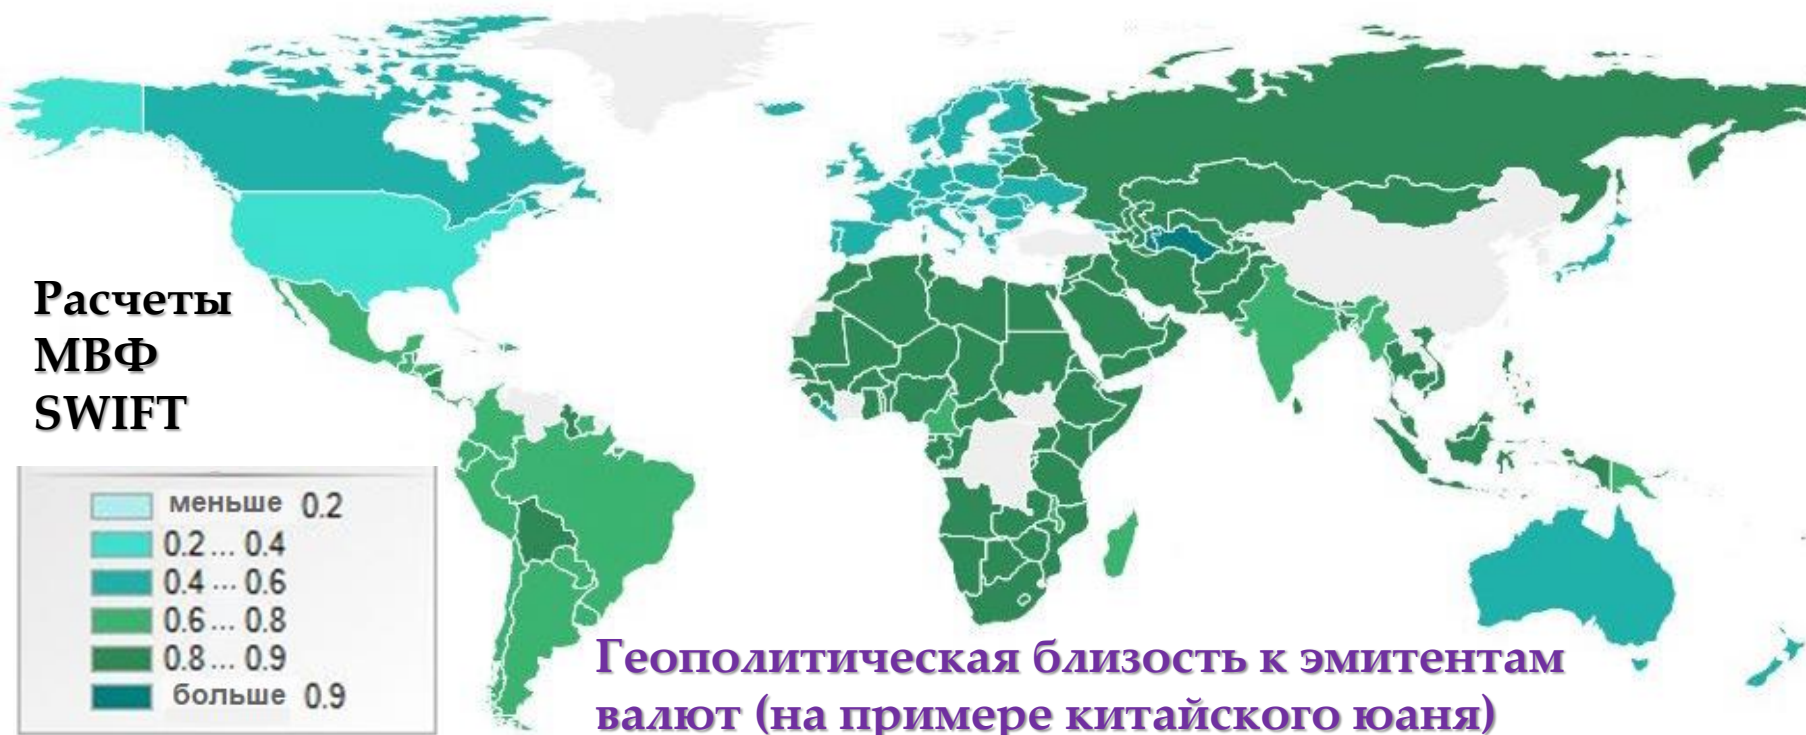 Расчеты
МВФ
SWIFT
меньше 0.2
0.2... 0.4
0.4 ... 0.6
0.6... 0.8
0.8... 0.9
больше 0.9
Геополитическая близость к эмитентам
валют (на примере китайского юаня)